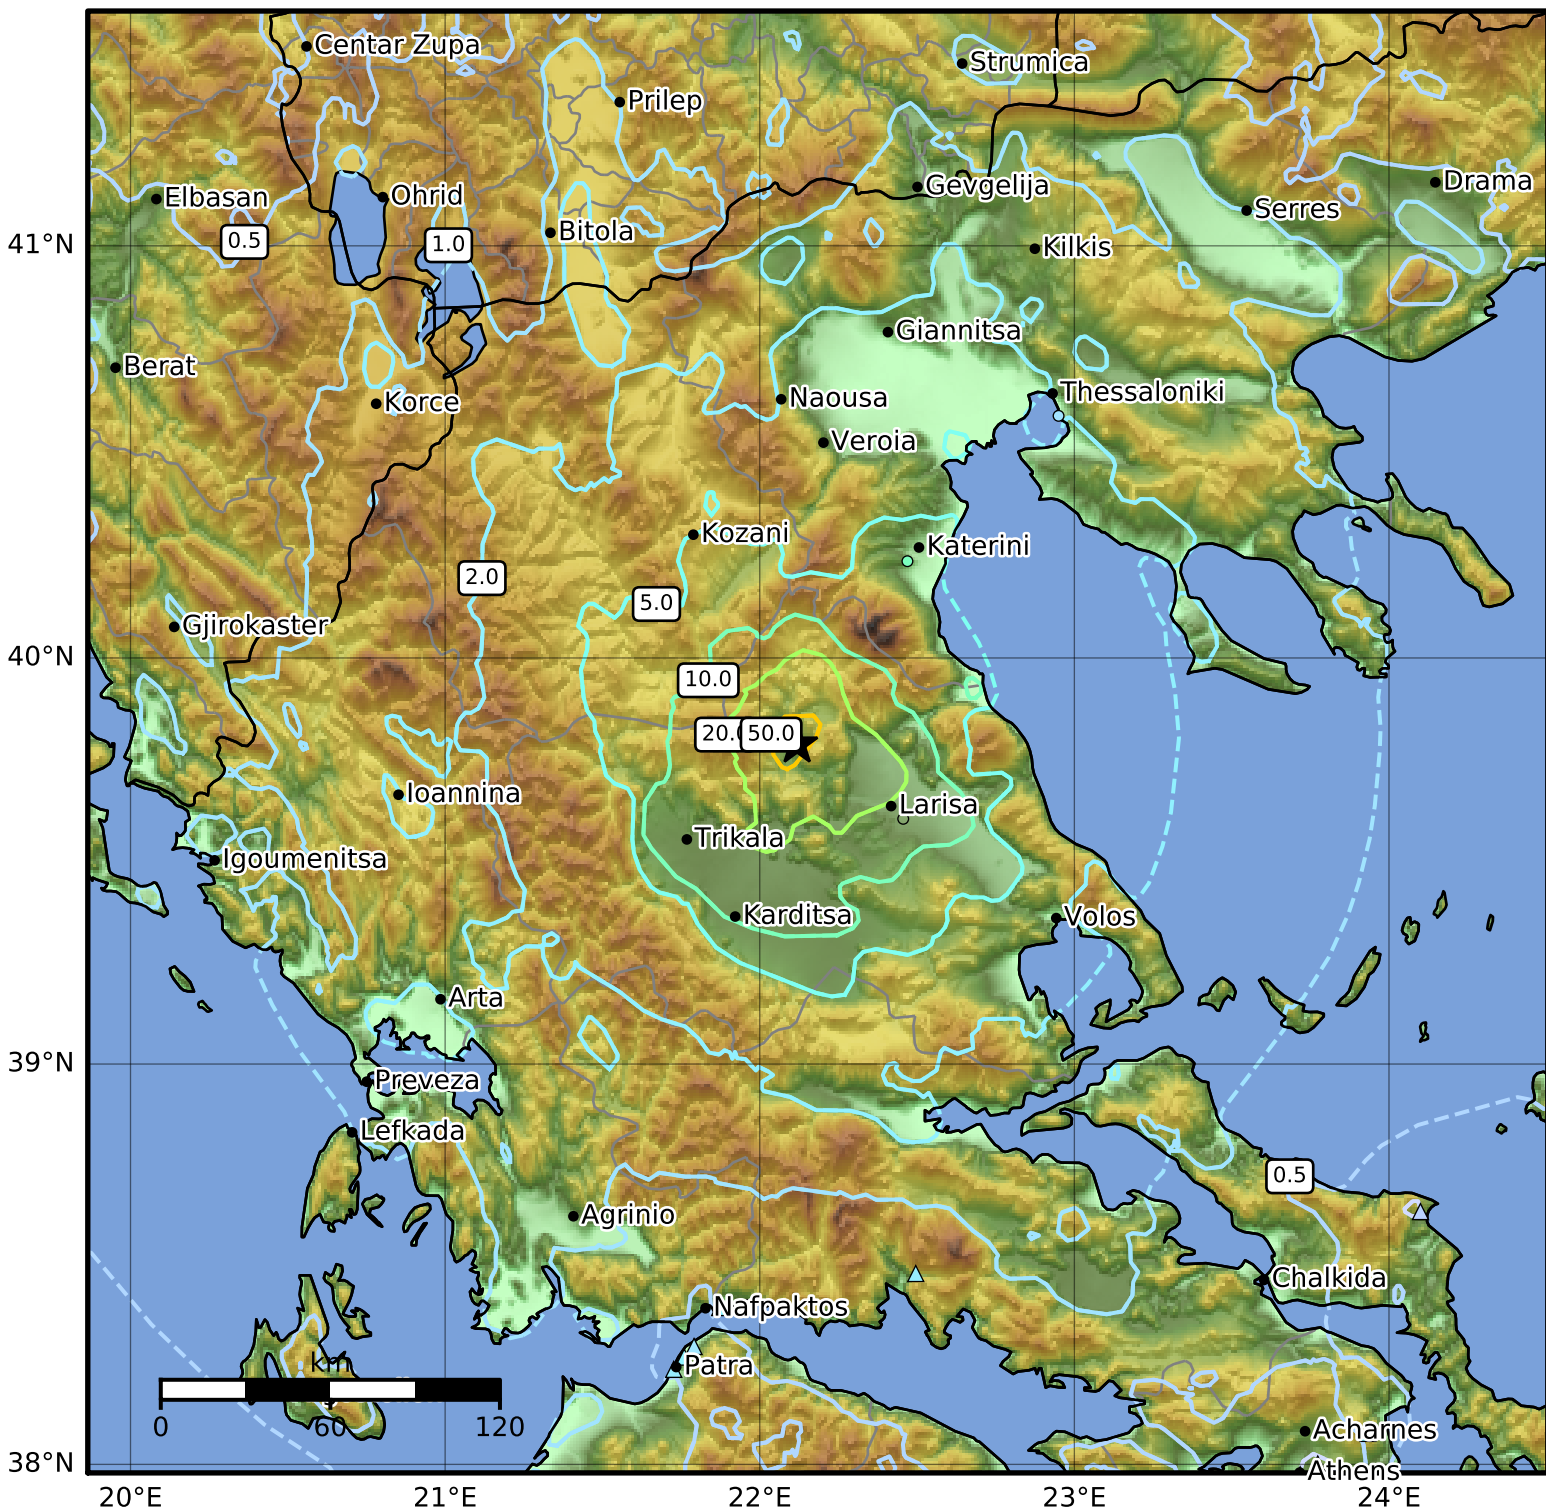 Centar Zupa
Strumica
Prilep
Drama
Gevgelija
Elbasan
Ohrid
Serres
Bitola
0.5
1.0
41°N
Kilkis
Giannitsa
Berat
Thessaloniki
Naousa
Korce
Veroia
Kozani
Katerini
2.0
5.0
Gjirokaster
40°N
10.0
50.0
Ioannina
Larisa
Trikala
Igoumenitsa
Karditsa
Volos
Arta
39°N
Preveza
Lefkada
0.5
Agrinio
Chalkida
Nafpaktos
km
Patra
0 60 120
Acharnes
38°N
Athens
20°E 21°E 22°E 23°E 24°E